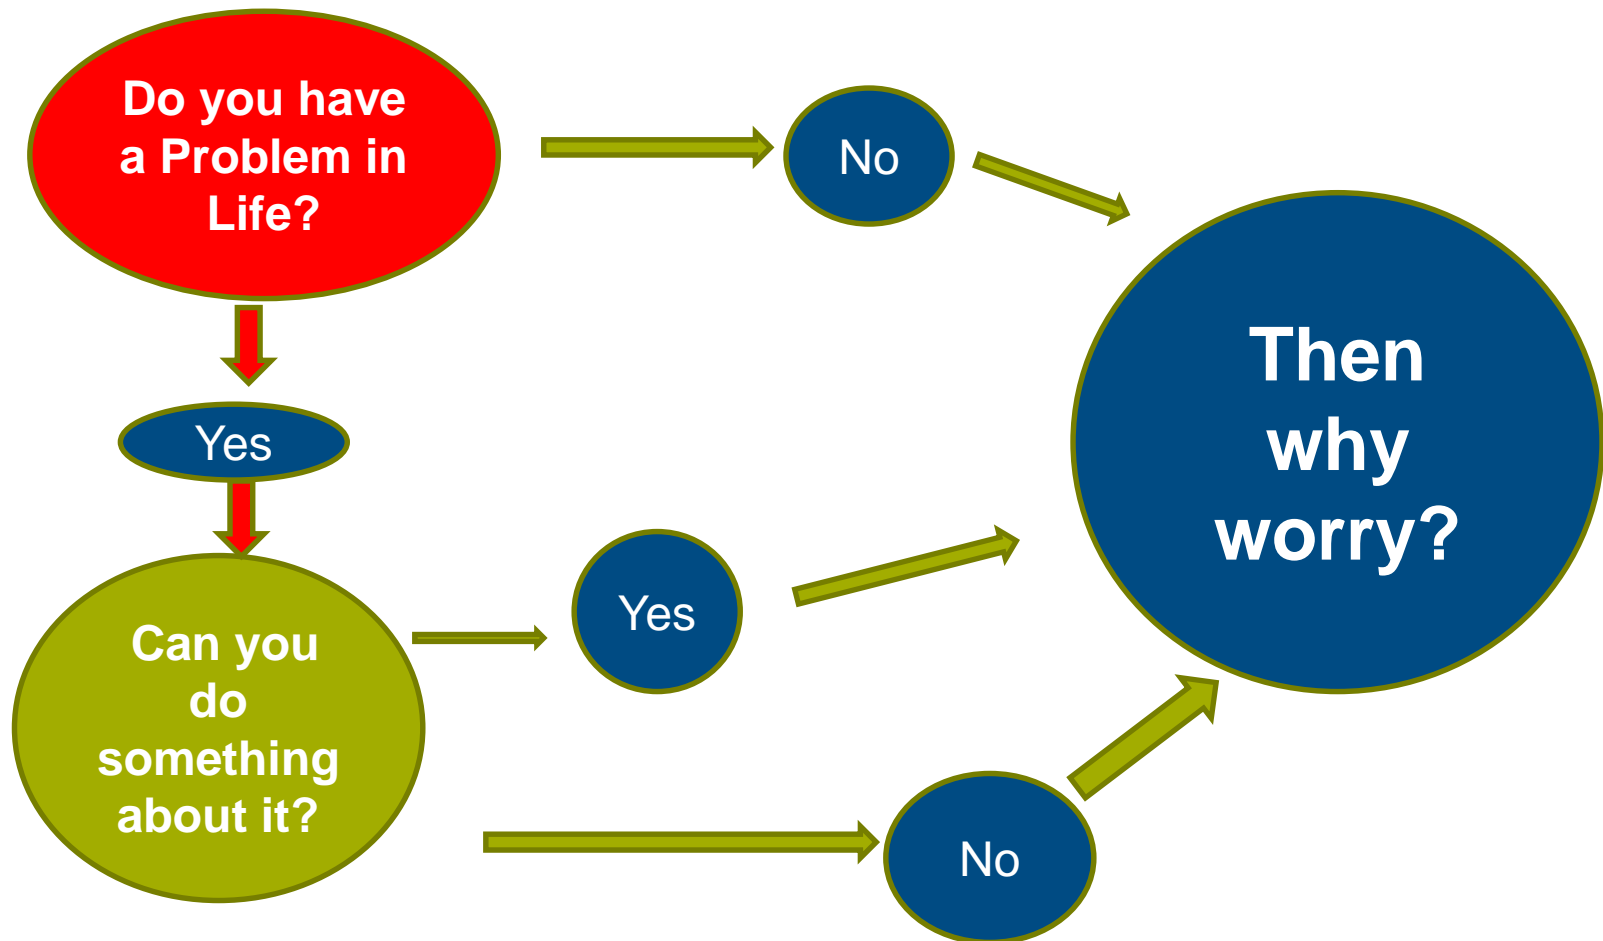 Do you have
a Problem in
Life?
No
Then
why
worry?
Yes
Can you
do
something
about it?
Yes
No